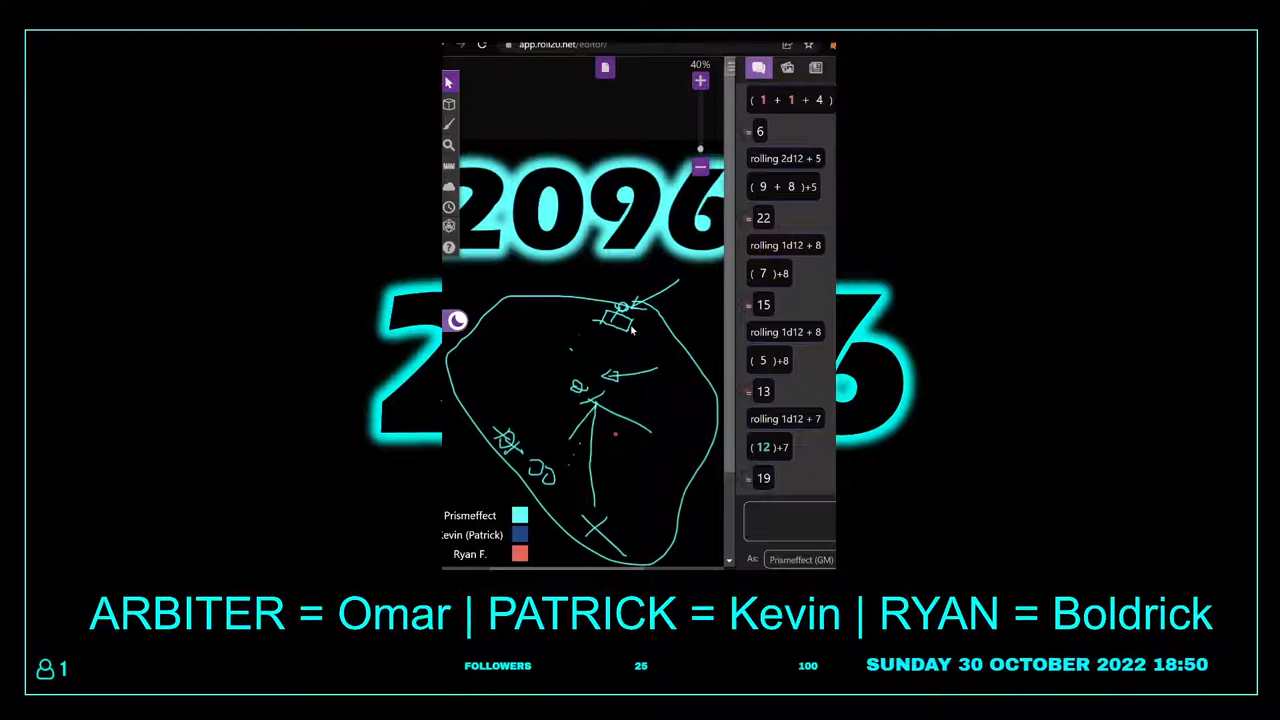 app.roll20.net/editor/
40%
2096
( 1 + 1 + 4 )
= 6
rolling 2d12 + 5
( 9 + 8 )+5
= 22
rolling 1d12 + 8
( 7 )+8
= 15
rolling 1d12 + 8
( 5 )+8
= 13
rolling 1d12 + 7
( 12 )+7
= 19
Prismeffect
Kevin (Patrick)
Ryan F.
As: Prismeffect (GM)
ARBITER = Omar | PATRICK = Kevin | RYAN = Boldrick
1
FOLLOWERS 25 100
SUNDAY 30 OCTOBER 2022 18:50